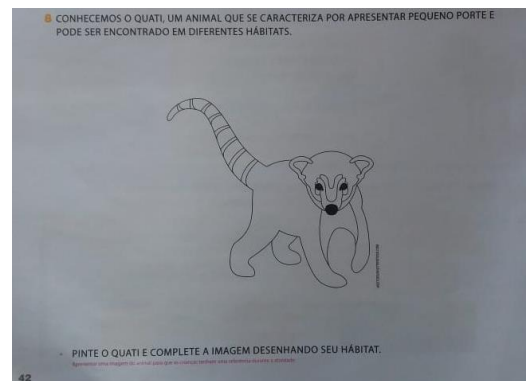 8 CONHECEMOS O QUATI, UM ANIMAL QUE SE CARACTERIZA POR APRESENTAR PEQUENO PORTE E
PODE SER ENCONTRADO EM DIFERENTES HÁBITATS.
- PINTE O QUATI E COMPLETE A IMAGEM DESENHANDO SEU HÁBITAT.
42